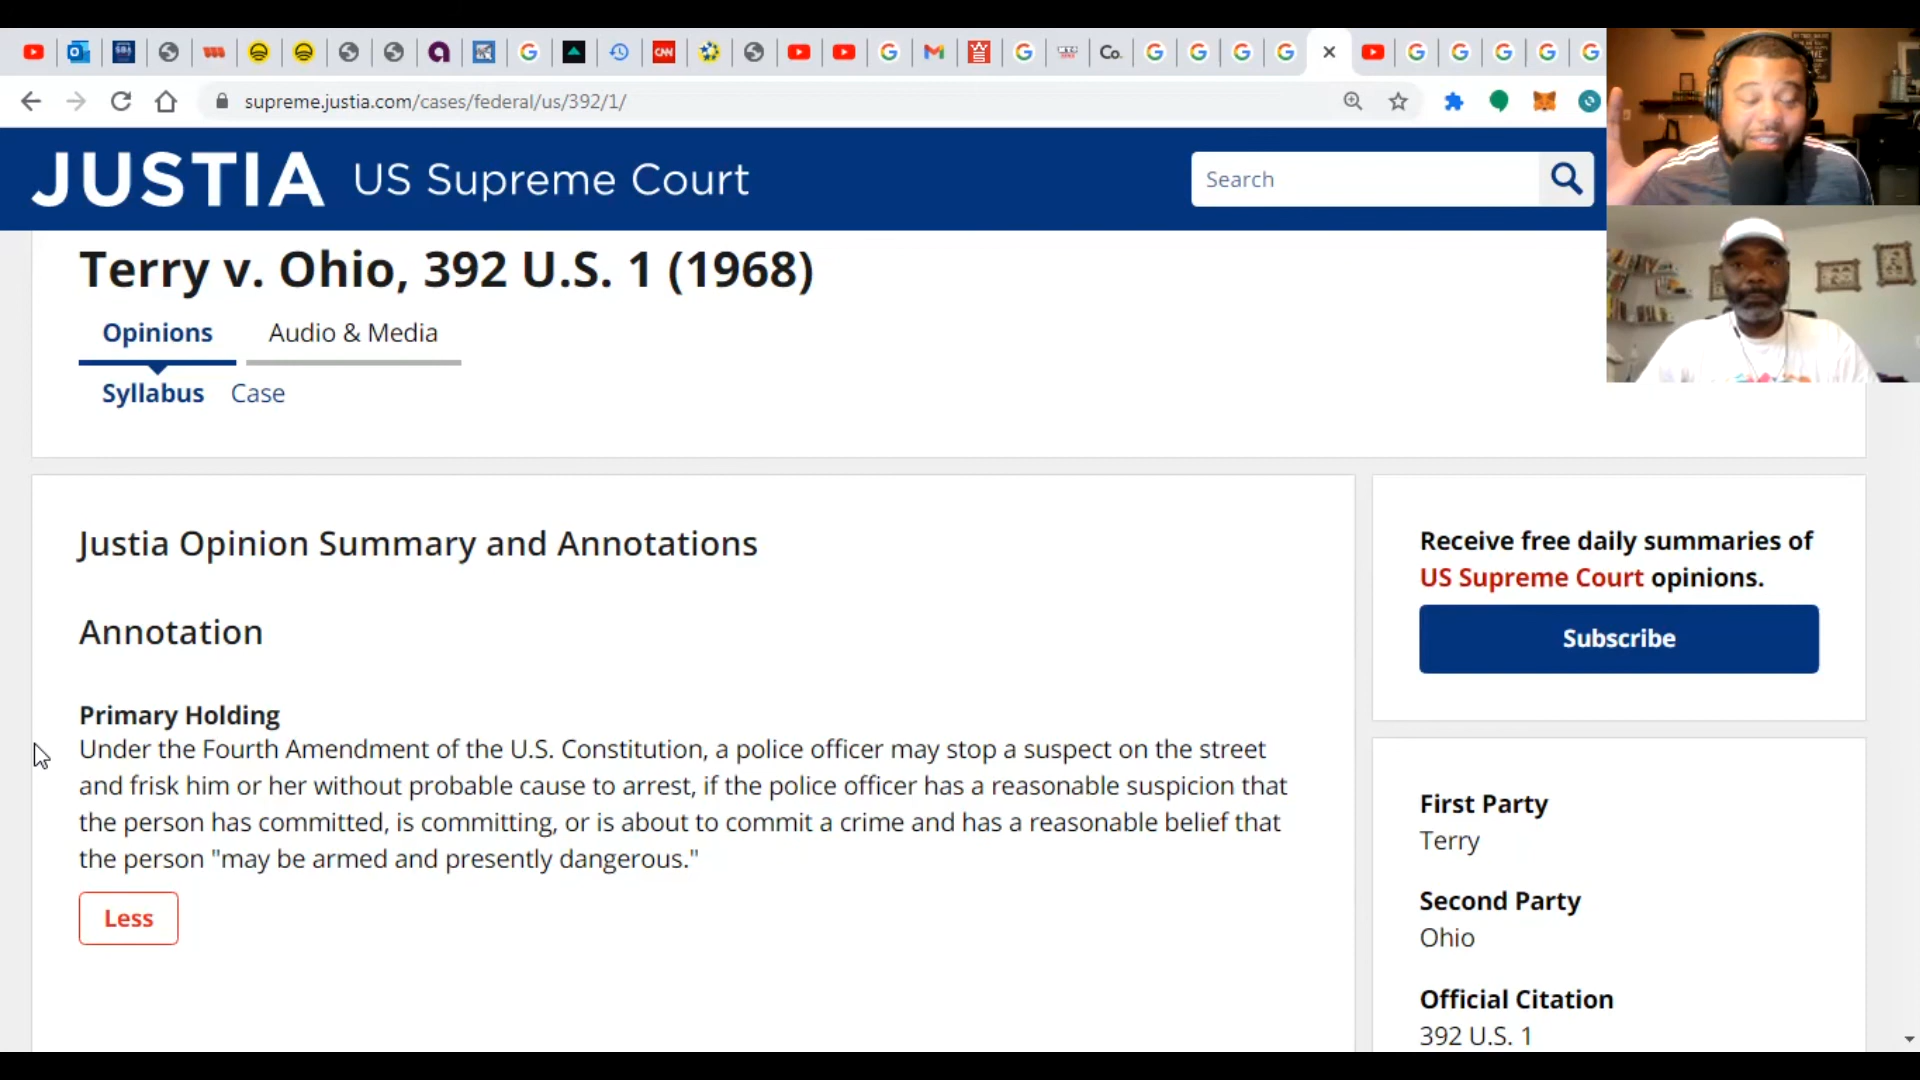 CNN
Co.
supreme.justia.com/cases/federal/us/392/1/
JUSTIA US Supreme Court
Search
Terry v. Ohio, 392 U.S. 1 (1968)
Opinions
Audio & Media
Syllabus
Case
Justia Opinion Summary and Annotations
Annotation
Primary Holding
Under the Fourth Amendment of the U.S. Constitution, a police officer may stop a suspect on the street
and frisk him or her without probable cause to arrest, if the police officer has a reasonable suspicion that
the person has committed, is committing, or is about to commit a crime and has a reasonable belief that
the person "may be armed and presently dangerous."
Less
Receive free daily summaries of
US Supreme Court opinions.
Subscribe
First Party
Terry
Second Party
Ohio
Official Citation
392 U.S. 1